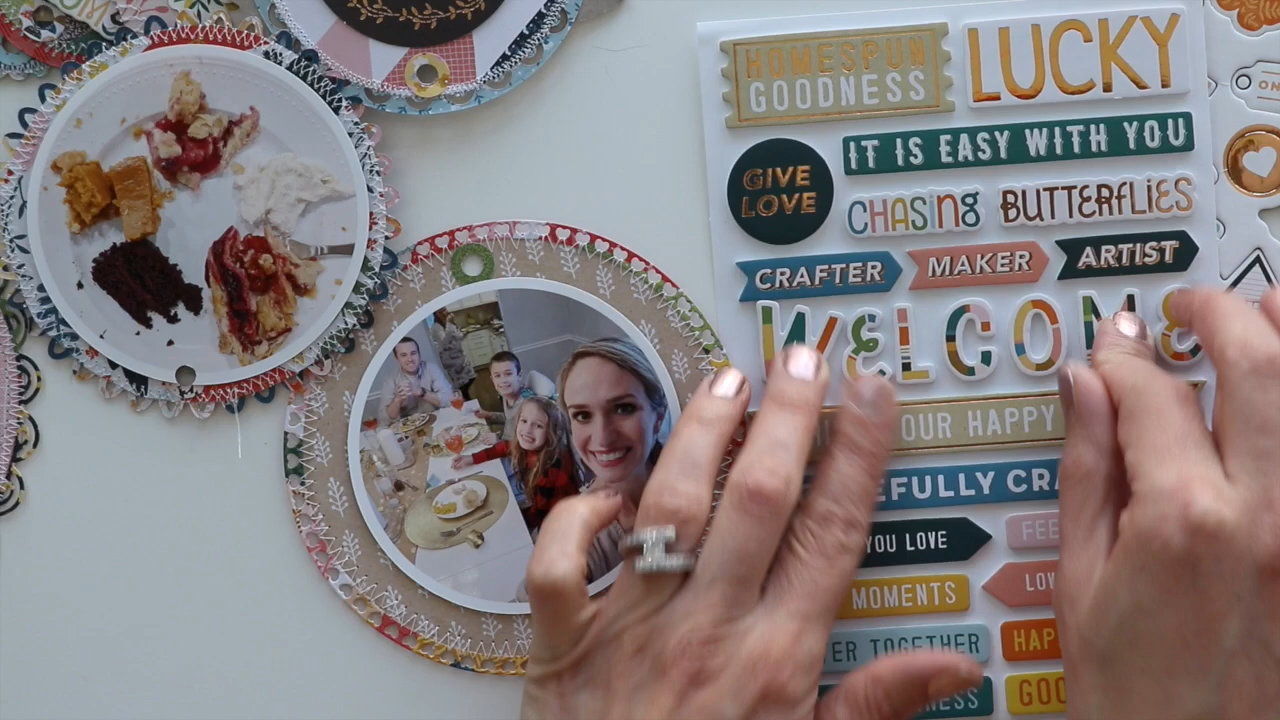 HOMESPUN
GOODNESS
LUCKY
IT IS EASY WITH YOU
GIVE
LOVE
CHASING BUTTERFLIES
CRAFTER
MAKER
ARTIST
WELCOME
OUR HAPPY
YOU LOVE
MOMENTS
TOGETHER